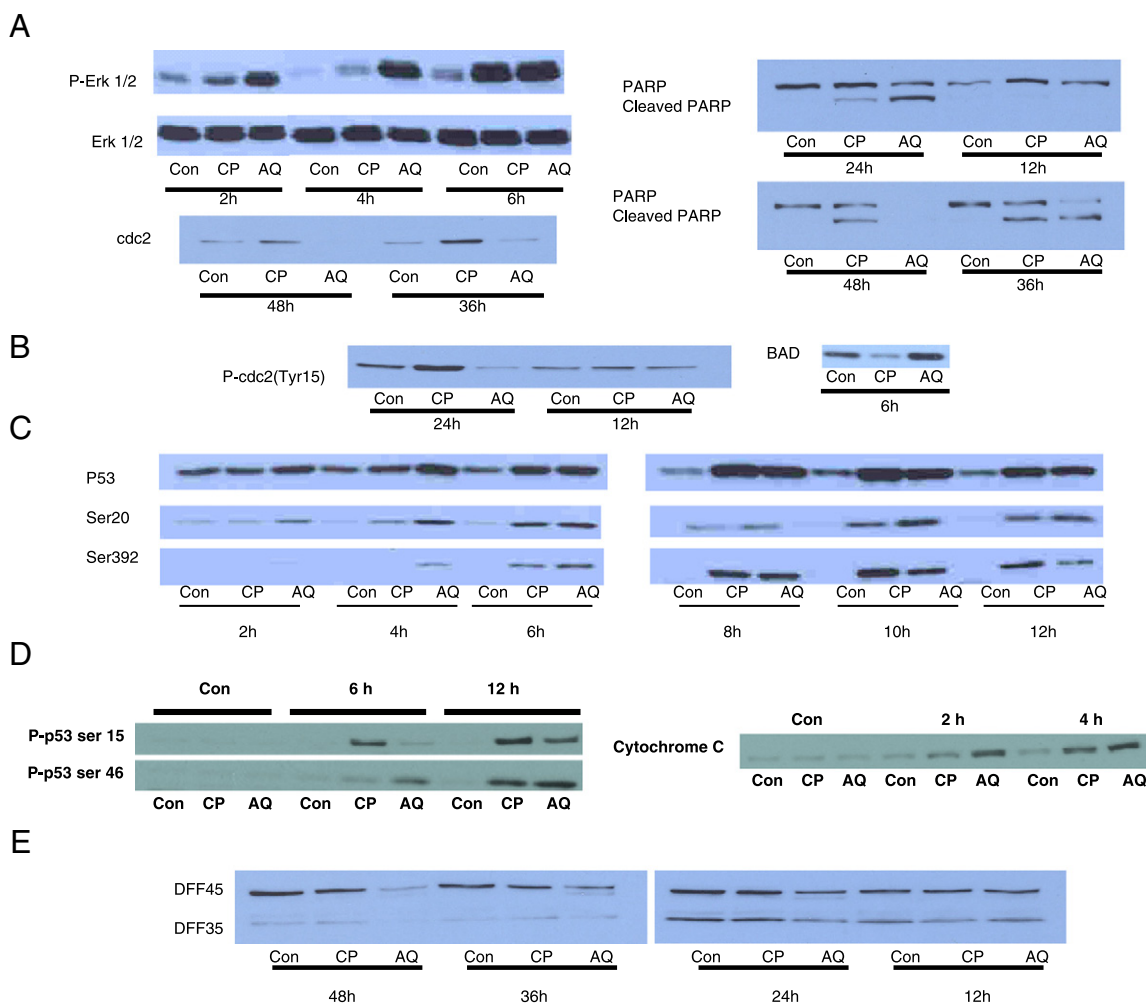 A
P-Erk 1/2
Erk 1/2
Con CP AQ Con CP AQ Con CP AQ
2h 4h 6h
cdc2
Con CP AQ Con CP AQ
48h 36h
PARP
Cleaved PARP
Con CP AQ Con CP AQ
24h 12h
PARP
Cleaved PARP
Con CP AQ Con CP AQ
48h 36h
B
P-cdc2(Tyr15)
Con CP AQ Con CP AQ
24h 12h
BAD
Con CP AQ
6h
C
P53
Ser20
Ser392
Con CP AQ Con CP AQ Con CP AQ
2h 4h 6h
Con CP AQ Con CP AQ Con CP AQ
8h 10h 12h
D
Con 6 h 12 h
P-p53 ser 15
P-p53 ser 46
Con CP AQ Con CP AQ Con CP AQ
Con 2 h 4 h
Cytochrome C
Con CP AQ Con CP AQ Con CP AQ
E
DFF45
DFF35
Con CP AQ Con CP AQ Con CP AQ Con CP AQ
48h 36h 24h 12h